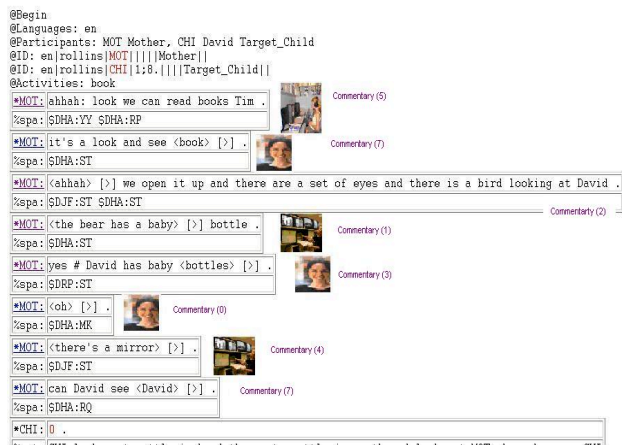 @Begin
@Languages: en
@Participants: MOT Mother, CHI David Target_Child
@ID: en|rollins|MOT|||||Mother||
@ID: en|rollins|CHI|1;8.||||Target_Child||
@Activities: book
*MOT: ahhah: look we can read books Tim . Commentary (5)
%spa: $DHA:YY $DHA:RP
*MOT: it's a look and see <book> [>] . Commentary (7)
%spa: $DHA:ST
*MOT: <ahhah> [>] we open it up and there are a set of eyes and there is a bird looking at David .
%spa: $DJF:ST $DHA:ST Commentarty (2)
*MOT: <the bear has a baby> [>] bottle . Commentary (1)
%spa: $DHA:ST
*MOT: yes # David has baby <bottles> [>] . Commentary (3)
%spa: $DRP:ST
*MOT: <oh> [>] . Commentary (0)
%spa: $DHA:MK
*MOT: <there's a mirror> [>] . Commentary (4)
%spa: $DJF:ST
*MOT: can David see <David> [>] . Commentary (7)
%spa: $DHA:RQ
*CHI: 0 .